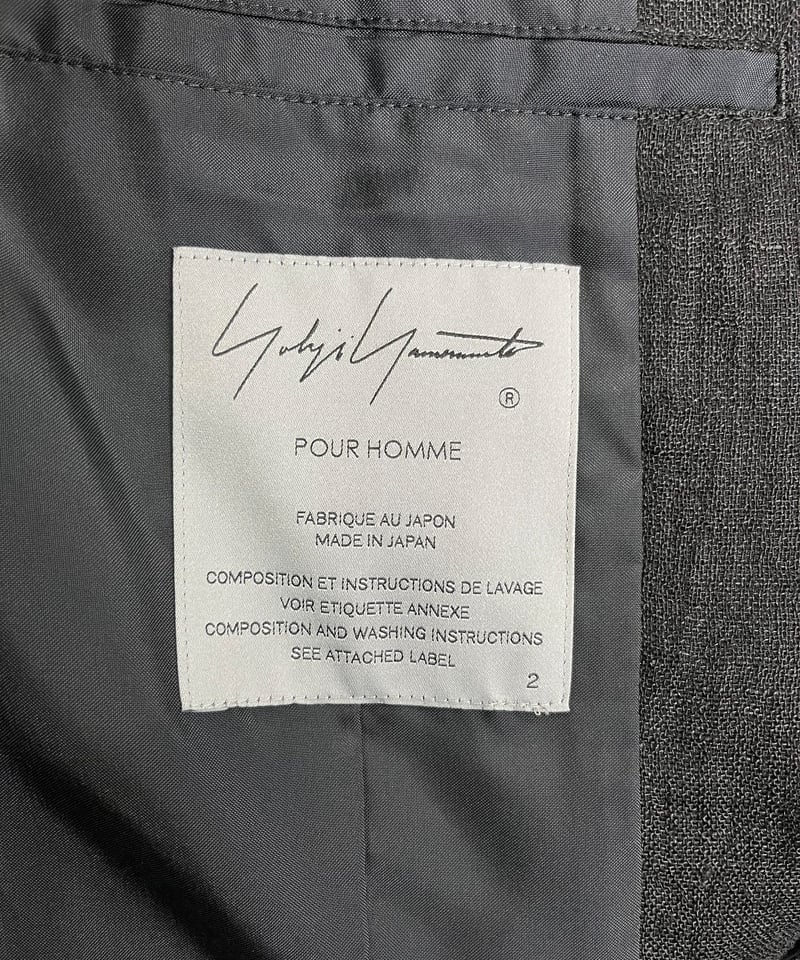 Yohji Yamamoto
®
POUR HOMME
FABRIQUE AU JAPON
MADE IN JAPAN
COMPOSITION ET INSTRUCTIONS DE LAVAGE
VOIR ETIQUETTE ANNEXE
COMPOSITION AND WASHING INSTRUCTIONS
SEE ATTACHED LABEL
2